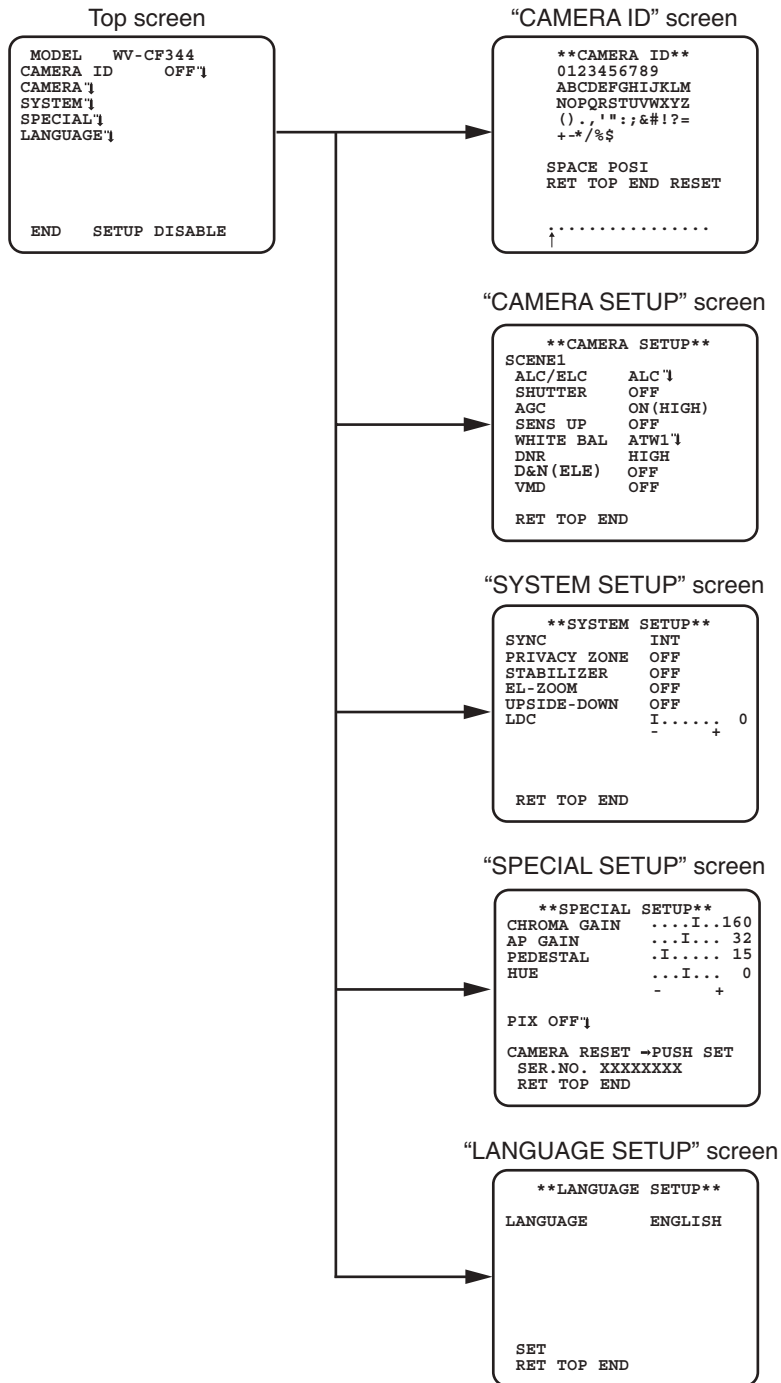 Top screen
MODEL WV-CF344
CAMERA ID OFF
CAMERA
SYSTEM
SPECIAL
LANGUAGE
END SETUP DISABLE
“CAMERA ID” screen
**CAMERA ID**
0123456789
ABCDEFGHIJKLM
NOPQRSTUVWXYZ
().,'":;&#!?=
+-*/%$
SPACE POSI
RET TOP END RESET
................
↑
“CAMERA SETUP” screen
**CAMERA SETUP**
SCENE1
ALC/ELC ALC
SHUTTER OFF
AGC ON(HIGH)
SENS UP OFF
WHITE BAL ATW1
DNR HIGH
D&N(ELE) OFF
VMD OFF
RET TOP END
“SYSTEM SETUP” screen
**SYSTEM SETUP**
SYNC INT
PRIVACY ZONE OFF
STABILIZER OFF
EL-ZOOM OFF
UPSIDE-DOWN OFF
LDC I...... 0
- +
RET TOP END
“SPECIAL SETUP” screen
**SPECIAL SETUP**
CHROMA GAIN ....I..160
AP GAIN ...I... 32
PEDESTAL .I..... 15
HUE ...I... 0
- +
PIX OFF
CAMERA RESET →PUSH SET
SER.NO. XXXXXXXX
RET TOP END
“LANGUAGE SETUP” screen
**LANGUAGE SETUP**
LANGUAGE ENGLISH
SET
RET TOP END